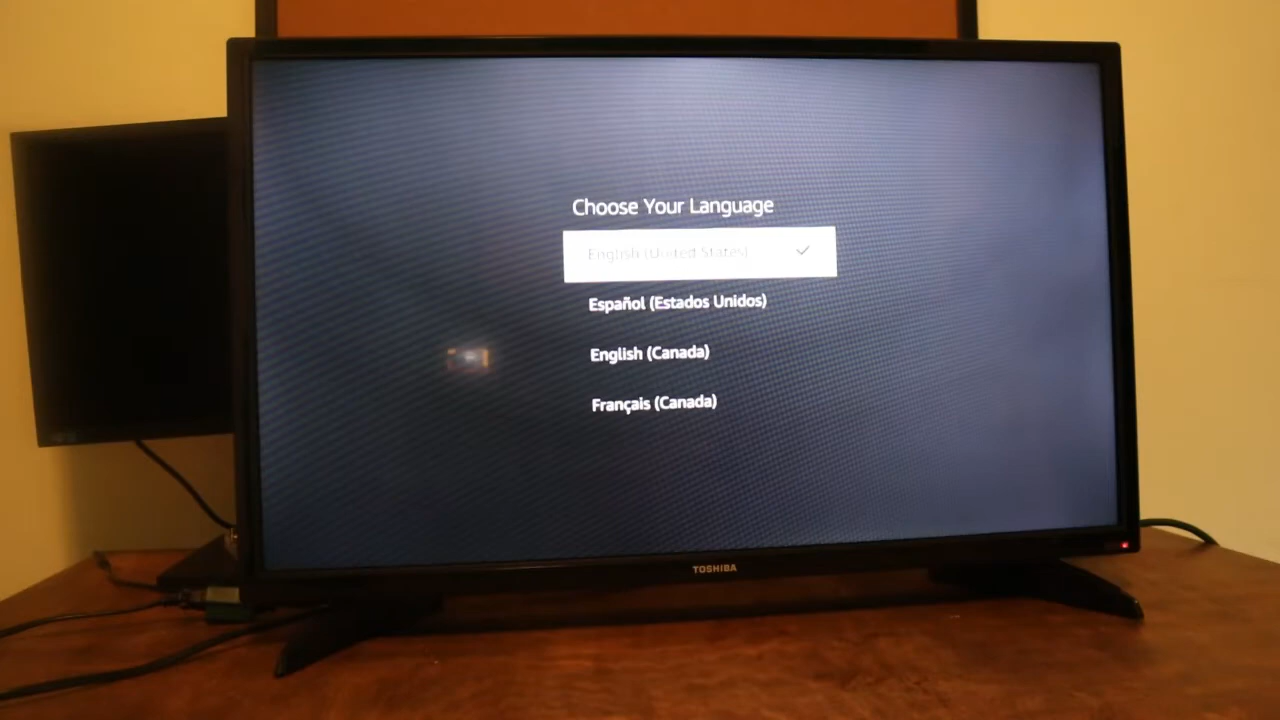 Choose Your Language
English (United States)
Español (Estados Unidos)
English (Canada)
Français (Canada)
TOSHIBA